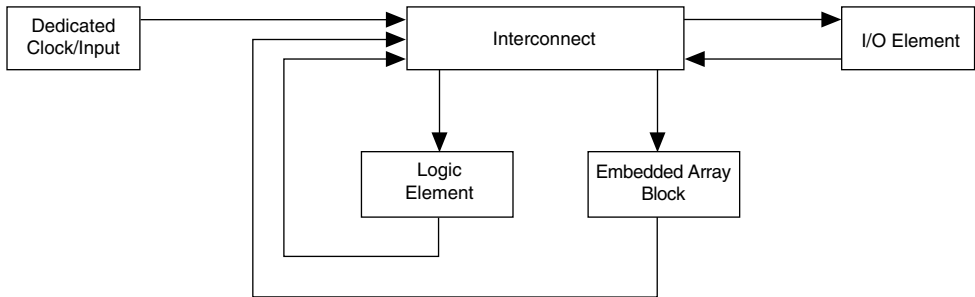 Dedicated
Clock/Input
Interconnect
I/O Element
Logic
Element
Embedded Array
Block